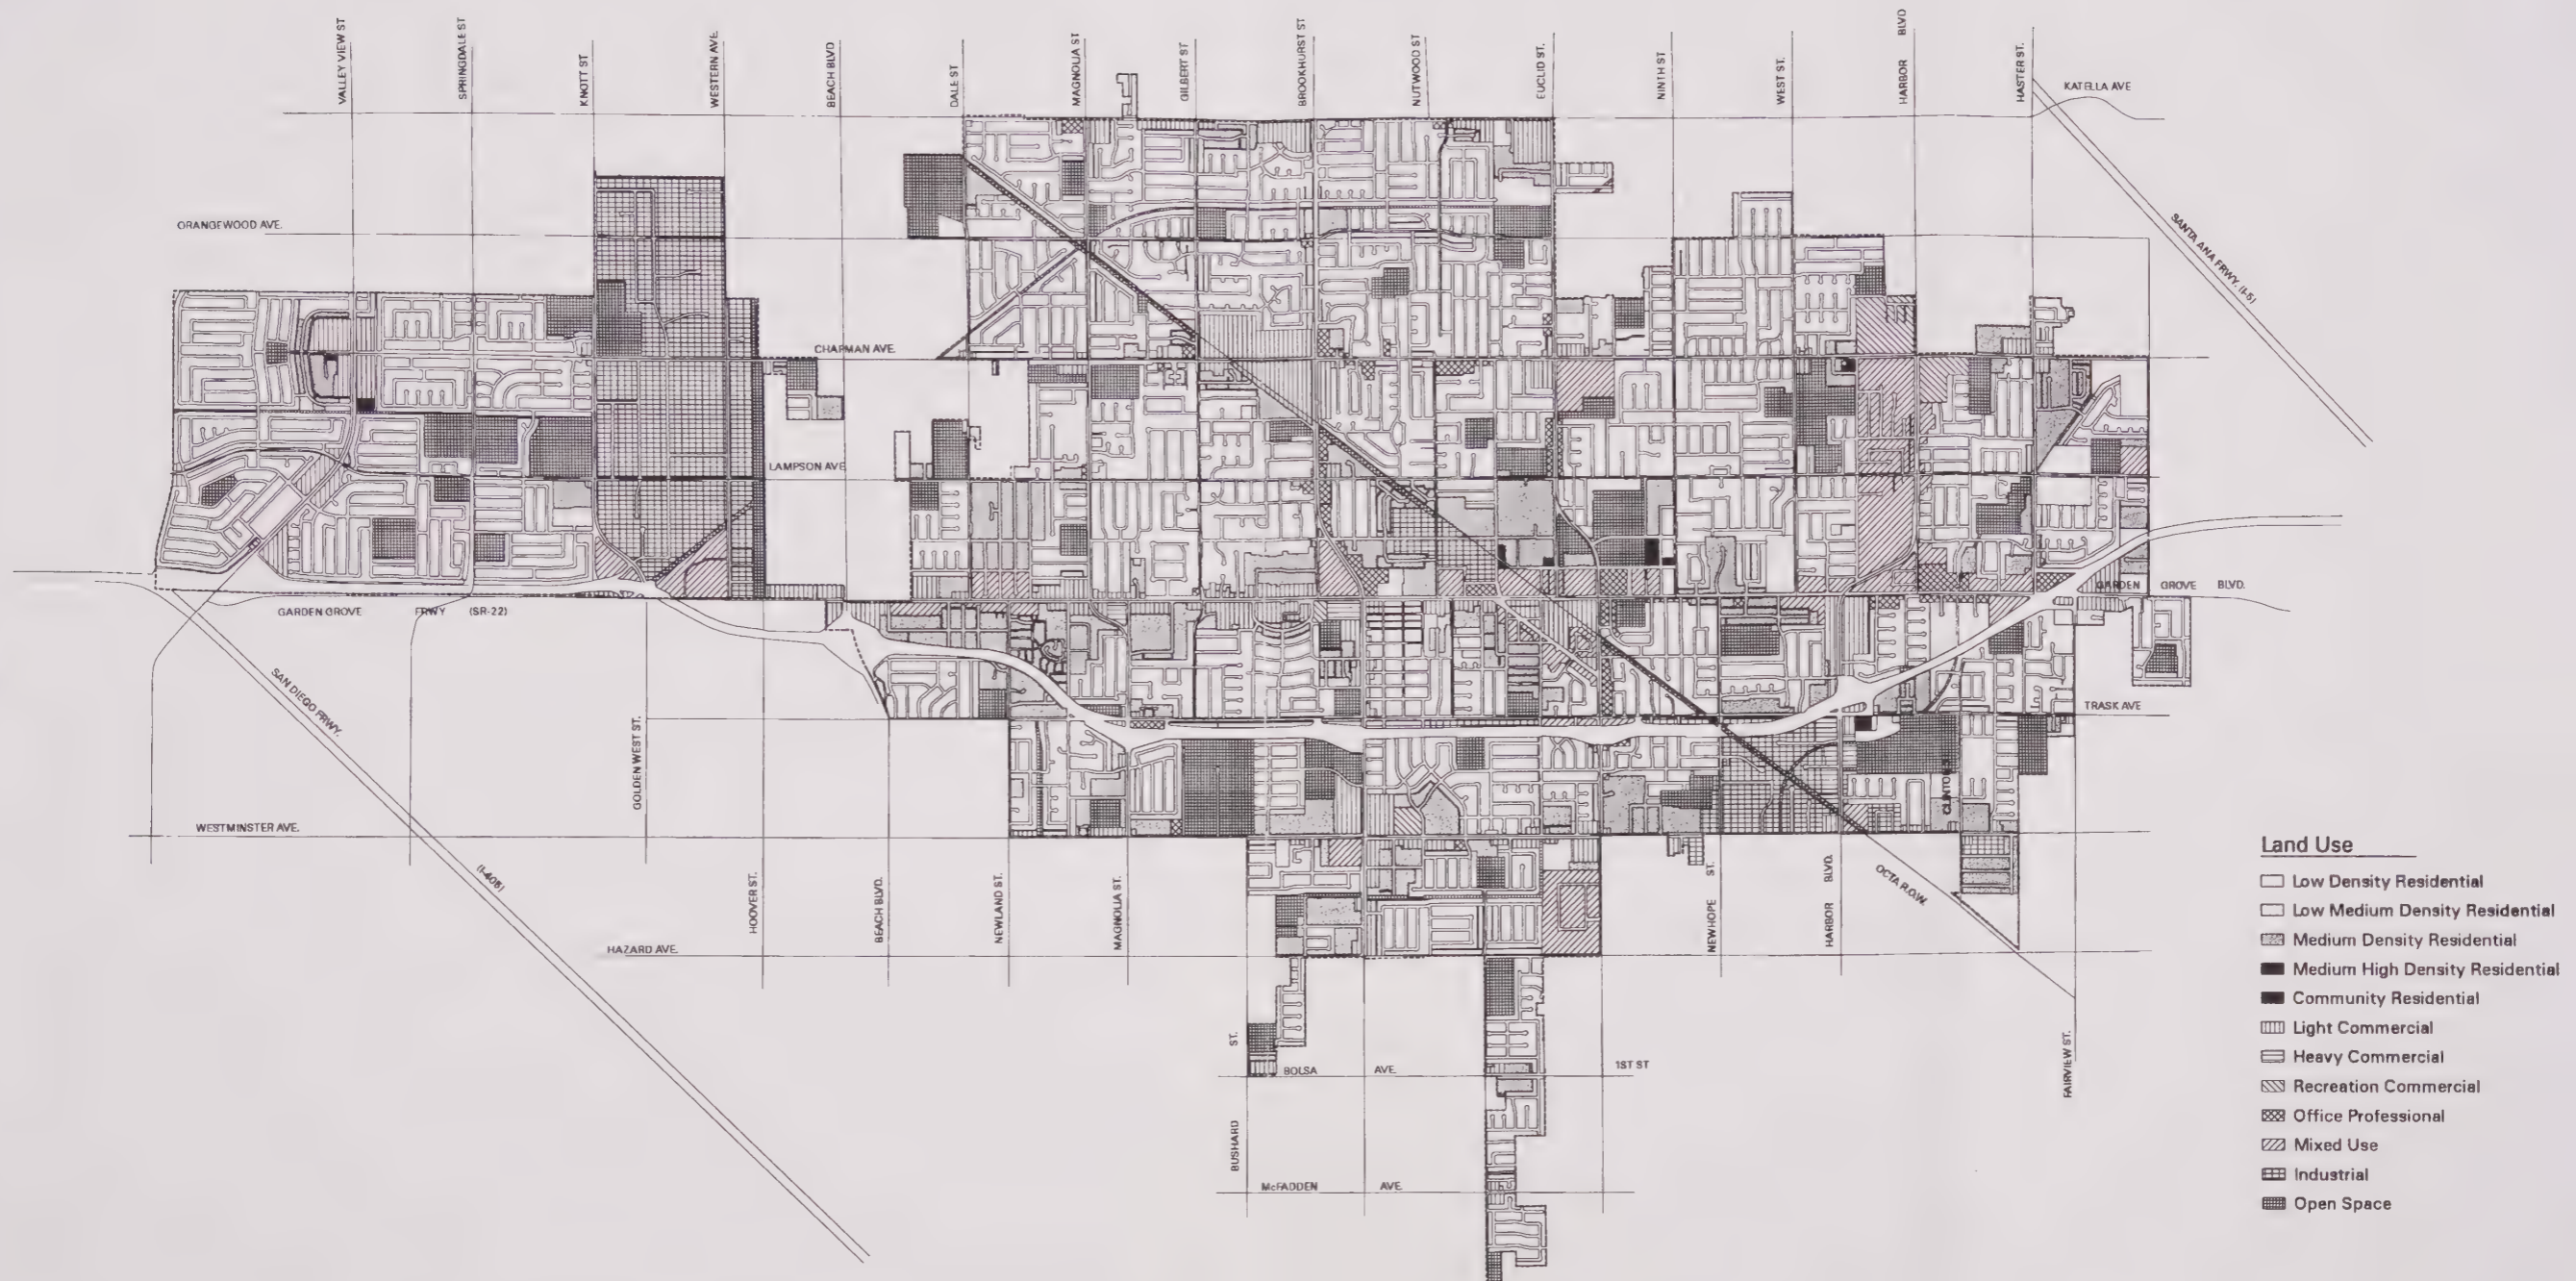 VALLEY VIEW ST
SPRINGDALE ST
KNOTT ST
WESTERN AVE.
BEACH BLVD
DALE ST
MAGNOLIA ST
GILBERT ST
BROOKHURST ST
NUTWOOD ST
EUCLID ST.
NINTH ST
WEST ST.
HARBOR BLVD
HASTER ST.
KATELLA AVE
ORANGEWOOD AVE.
SANTA ANA FRWY. (I-5)
CHAPMAN AVE.
LAMPSON AVE.
GARDEN GROVE BLVD.
GARDEN GROVE FRWY (SR-22)
SAN DIEGO FRWY.
(I-405)
GOLDEN WEST ST.
TRASK AVE
CLINTON ST
WESTMINSTER AVE.
HOOVER ST.
BEACH BLVD.
NEWLAND ST.
MAGNOLIA ST.
NEWHOPE ST.
HARBOR BLVD.
OCTA R.O.W.
HAZARD AVE.
BUSHARD ST.
BOLSA AVE.
1ST ST
FAIRVIEW ST.
McFADDEN AVE.
Land Use
Low Density Residential
Low Medium Density Residential
Medium Density Residential
Medium High Density Residential
Community Residential
Light Commercial
Heavy Commercial
Recreation Commercial
Office Professional
Mixed Use
Industrial
Open Space